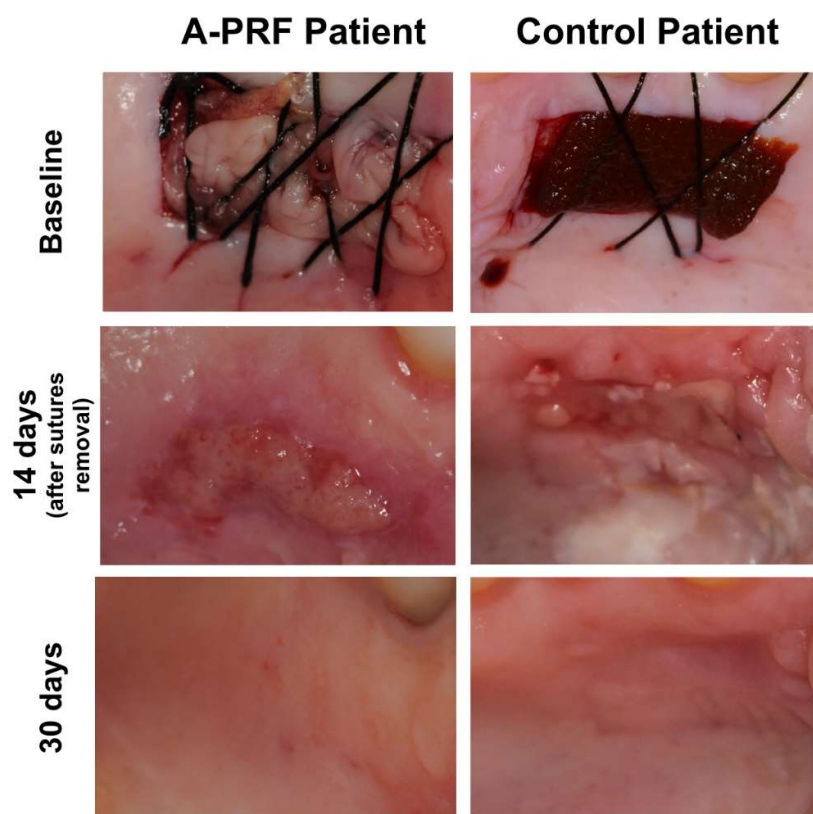 A-PRF Patient
Control Patient
Baseline
14 days
(after sutures
removal)
30 days